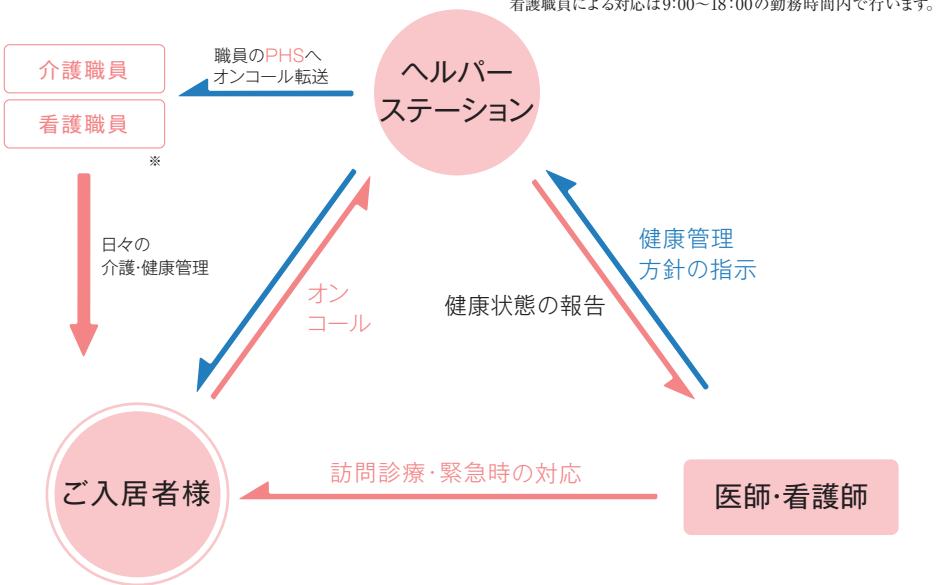 看護職員による対応は9:00〜18:00の勤務時間内で行います。
ヘルパー
ステーション
職員のPHSへ
オンコール転送
介護職員
看護職員
※
日々の
介護・健康管理
オン
コール
健康管理
方針の指示
健康状態の報告
訪問診療・緊急時の対応
ご入居者様
医師・看護師